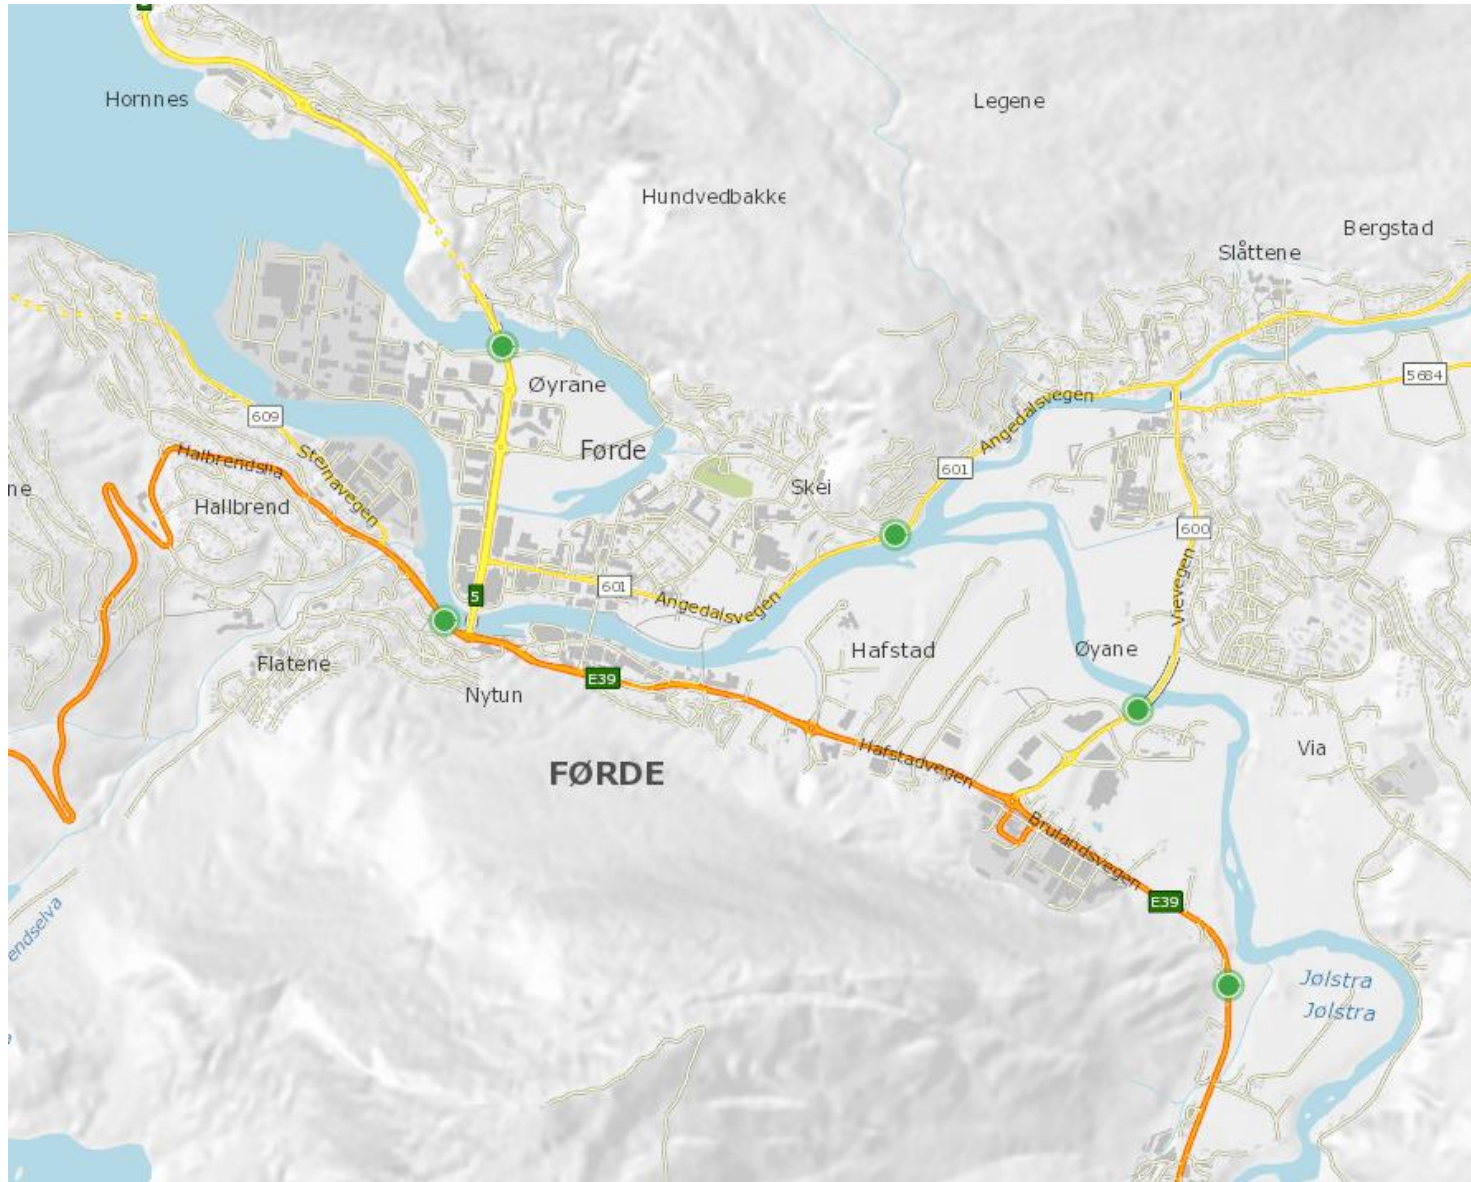 Hornnes
Legene
Hundvedbakke
Bergstad
Slåttene
5684
Øyrane
609
Angedalsvegen
Halbrendslia
Steinavegen
Førde
601
Skei
ne
Hallbrend
600
601
5
Angedalsvegen
Vievegen
Flatene
Hafstad
Øyane
E39
Nytun
Via
Hafstadvegen
FØRDE
Brulandsvegen
E39
endselva
Jølstra
Jølstra